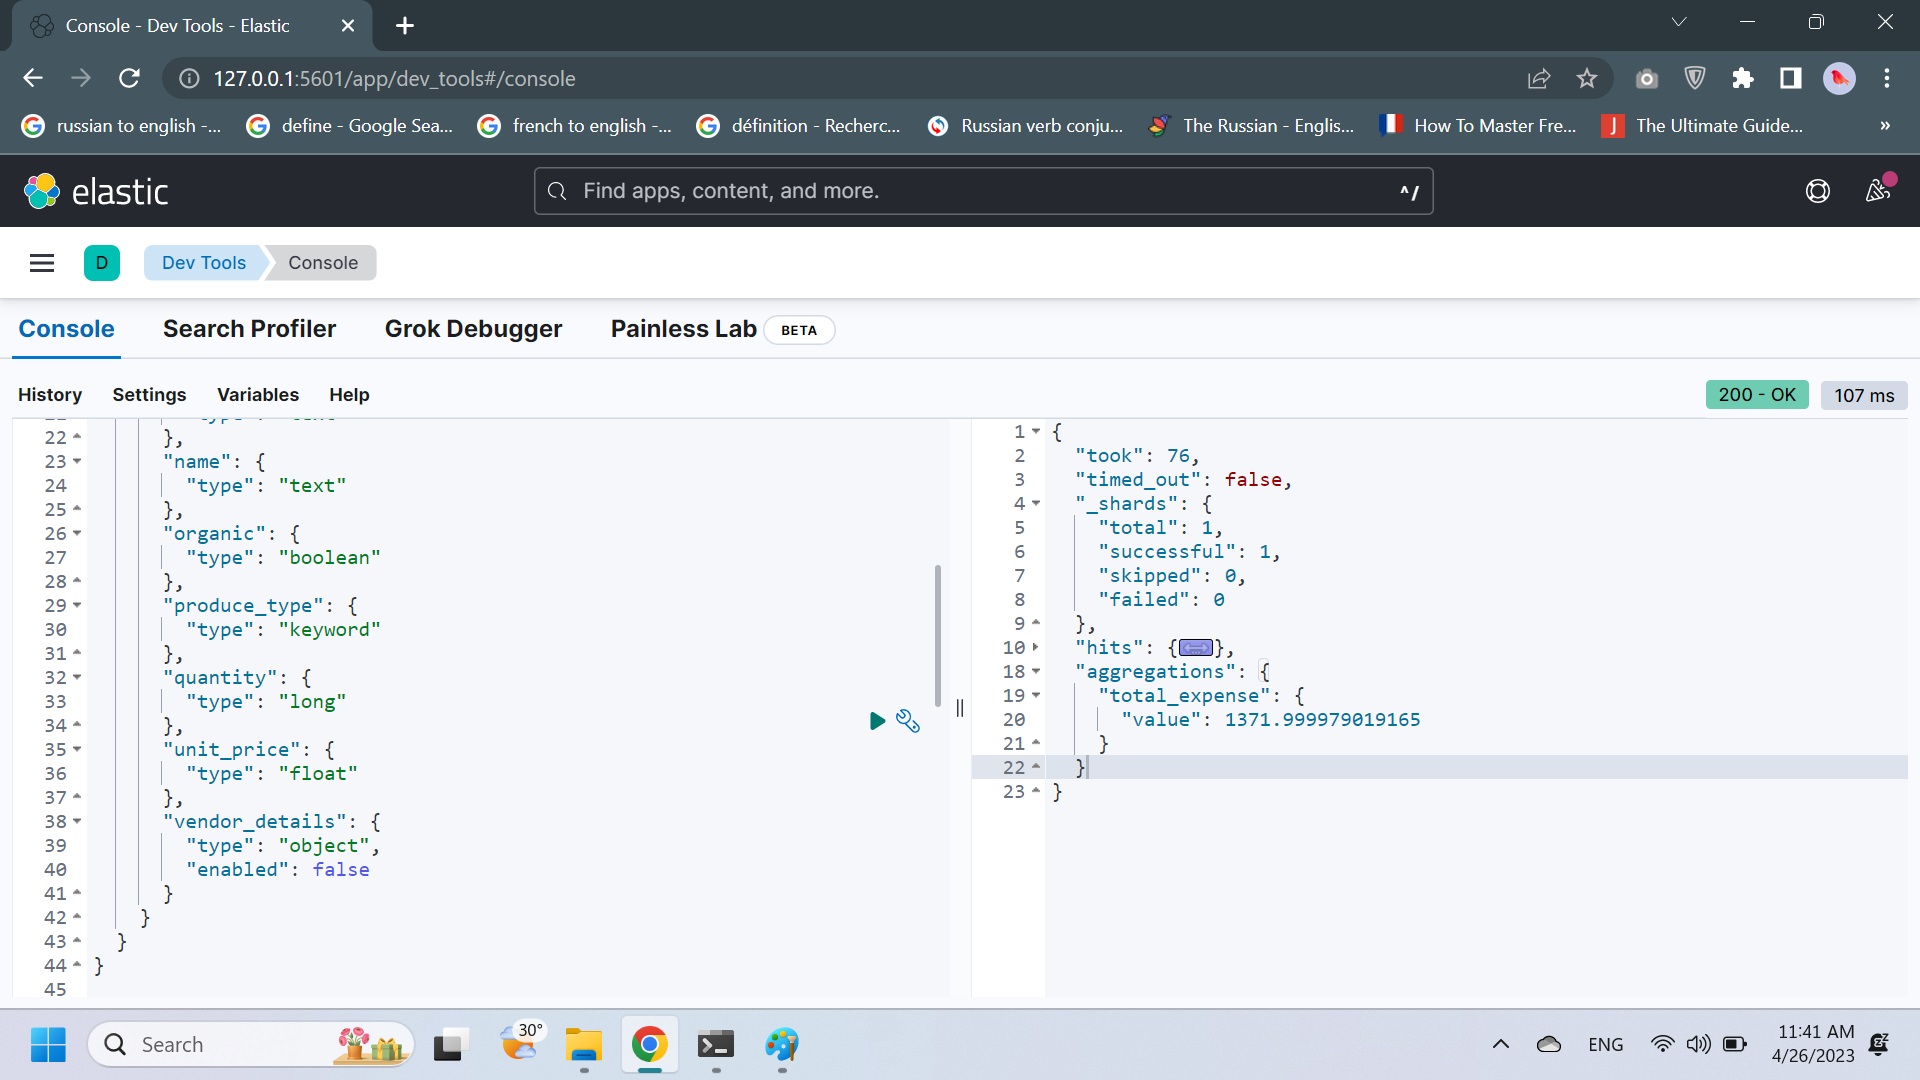 Console - Dev Tools - Elastic
127.0.0.1:5601/app/dev_tools#/console
russian to english -... define - Google Sea... french to english -... définition - Recherc... Russian verb conju... The Russian - Englis... How To Master Fre... J The Ultimate Guide... »
elastic
Find apps, content, and more. ^/
D Dev Tools Console
Console Search Profiler Grok Debugger Painless Lab BETA
History Settings Variables Help 200 - OK 107 ms
22 },
23 "name": {
24 "type": "text"
25 },
26 "organic": {
27 "type": "boolean"
28 },
29 "produce_type": {
30 "type": "keyword"
31 },
32 "quantity": {
33 "type": "long"
34 },
35 "unit_price": {
36 "type": "float"
37 },
38 "vendor_details": {
39 "type": "object",
40 "enabled": false
41 }
42 }
43 }
44 }
45
1 {
2 "took": 76,
3 "timed_out": false,
4 "_shards": {
5 "total": 1,
6 "successful": 1,
7 "skipped": 0,
8 "failed": 0
9 },
10 "hits": {},
18 "aggregations": {
19 "total_expense": {
20 "value": 1371.999979019165
21 }
22 }
23 }
Search 30° ENG 11:41 AM
4/26/2023